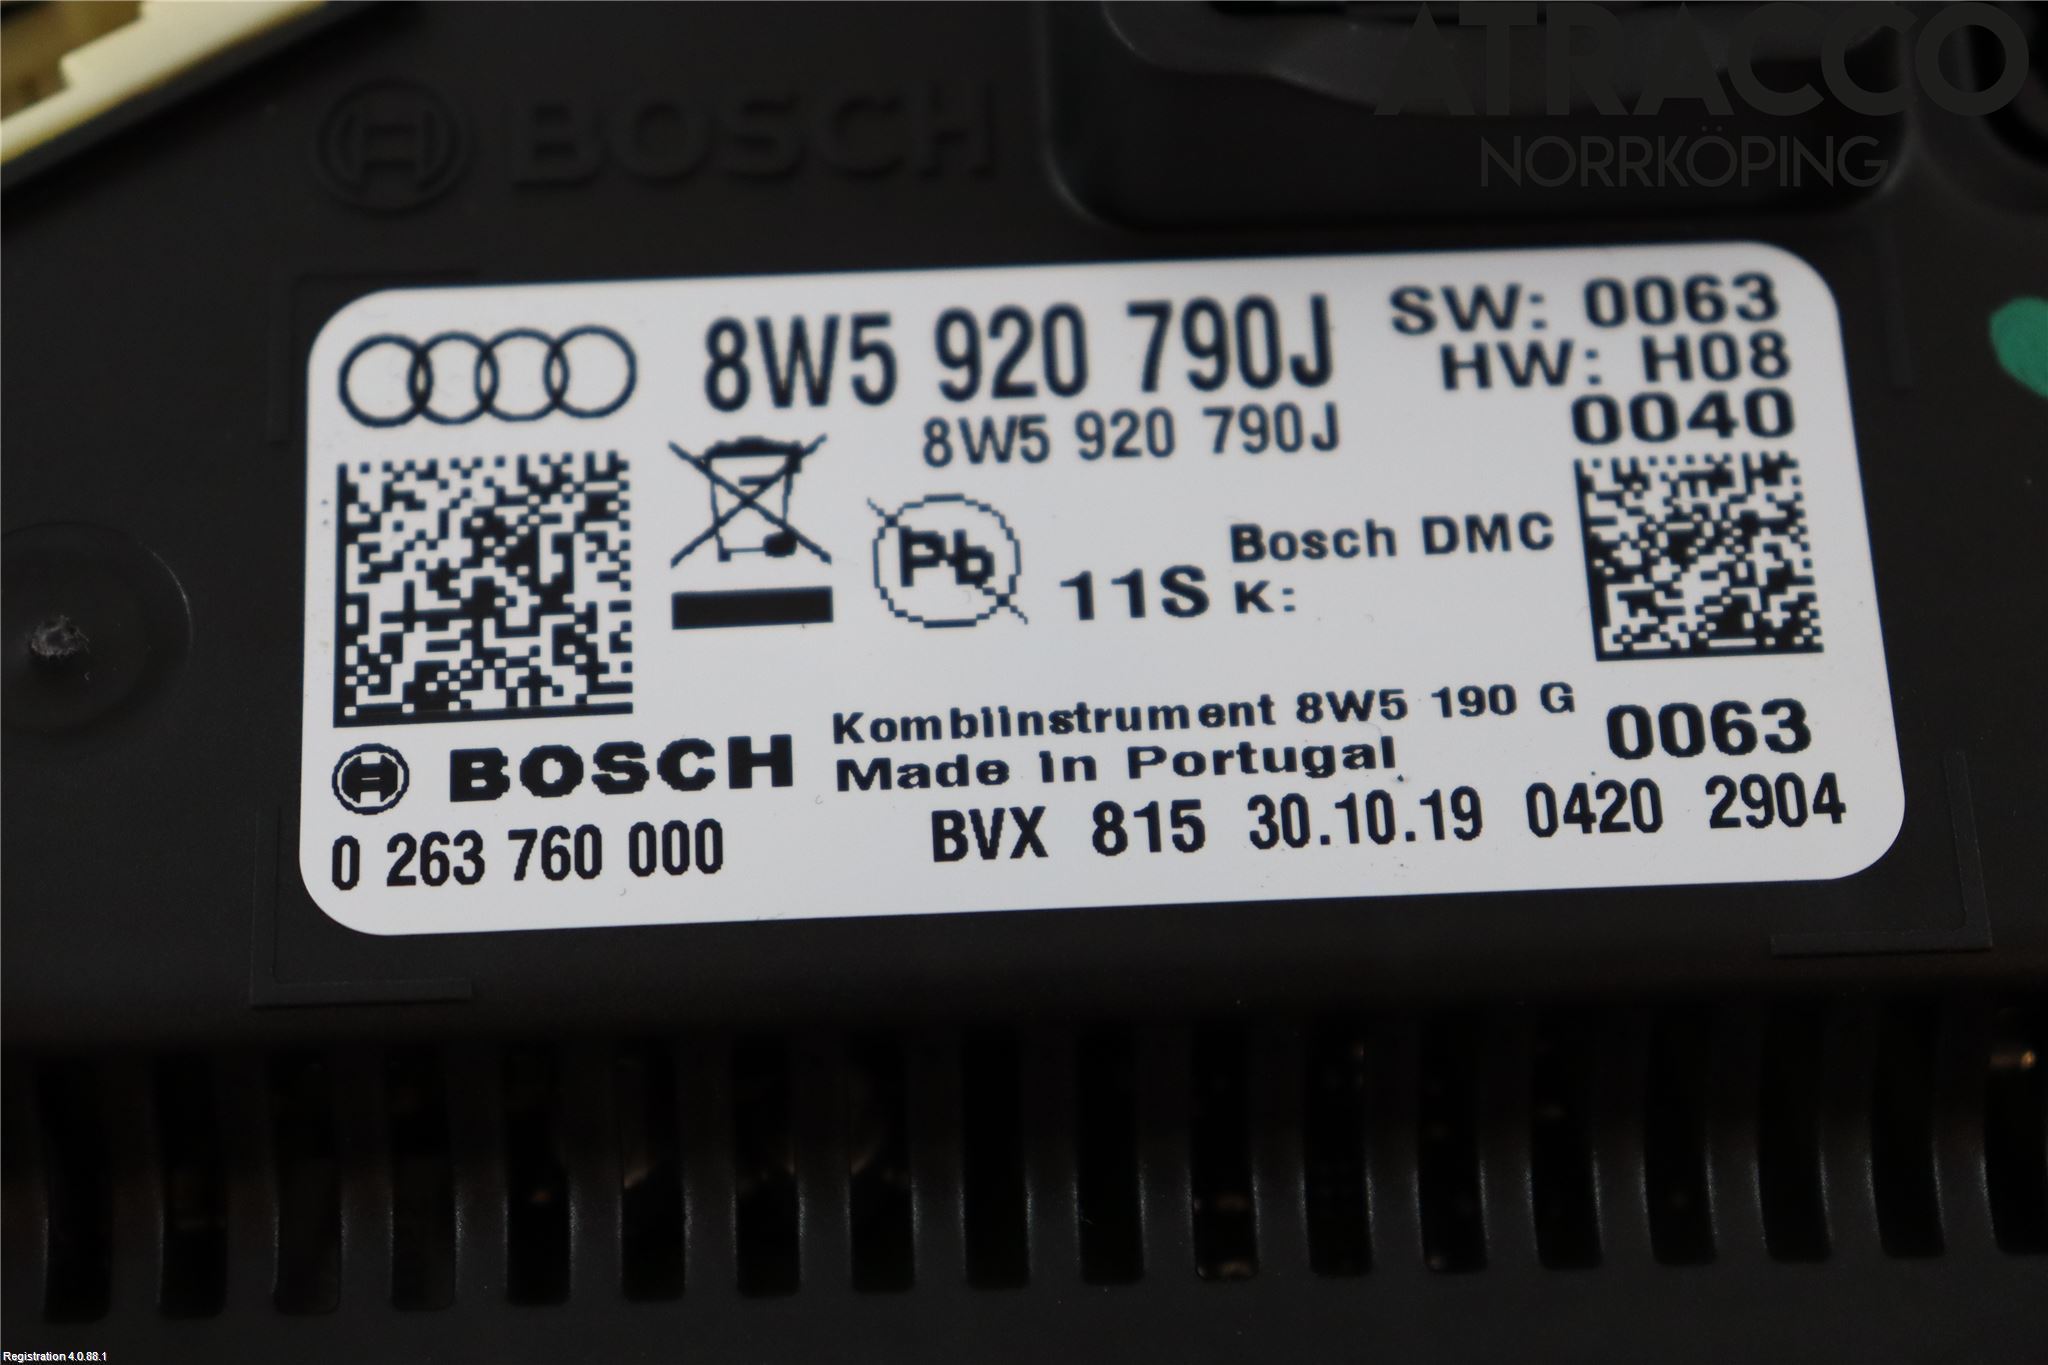 ATRACCO
NORRKÖPING
BOSCH
8W5 920 790J
SW: 0063
8W5 920 790J
HW: H08
0040
Pb
11S
Bosch DMC
K:
Kombiinstrument 8W5 190 G
0063
BOSCH
Made in Portugal
0 263 760 000
BVX 815 30.10.19 0420 2904
Registration 4.0.88.1